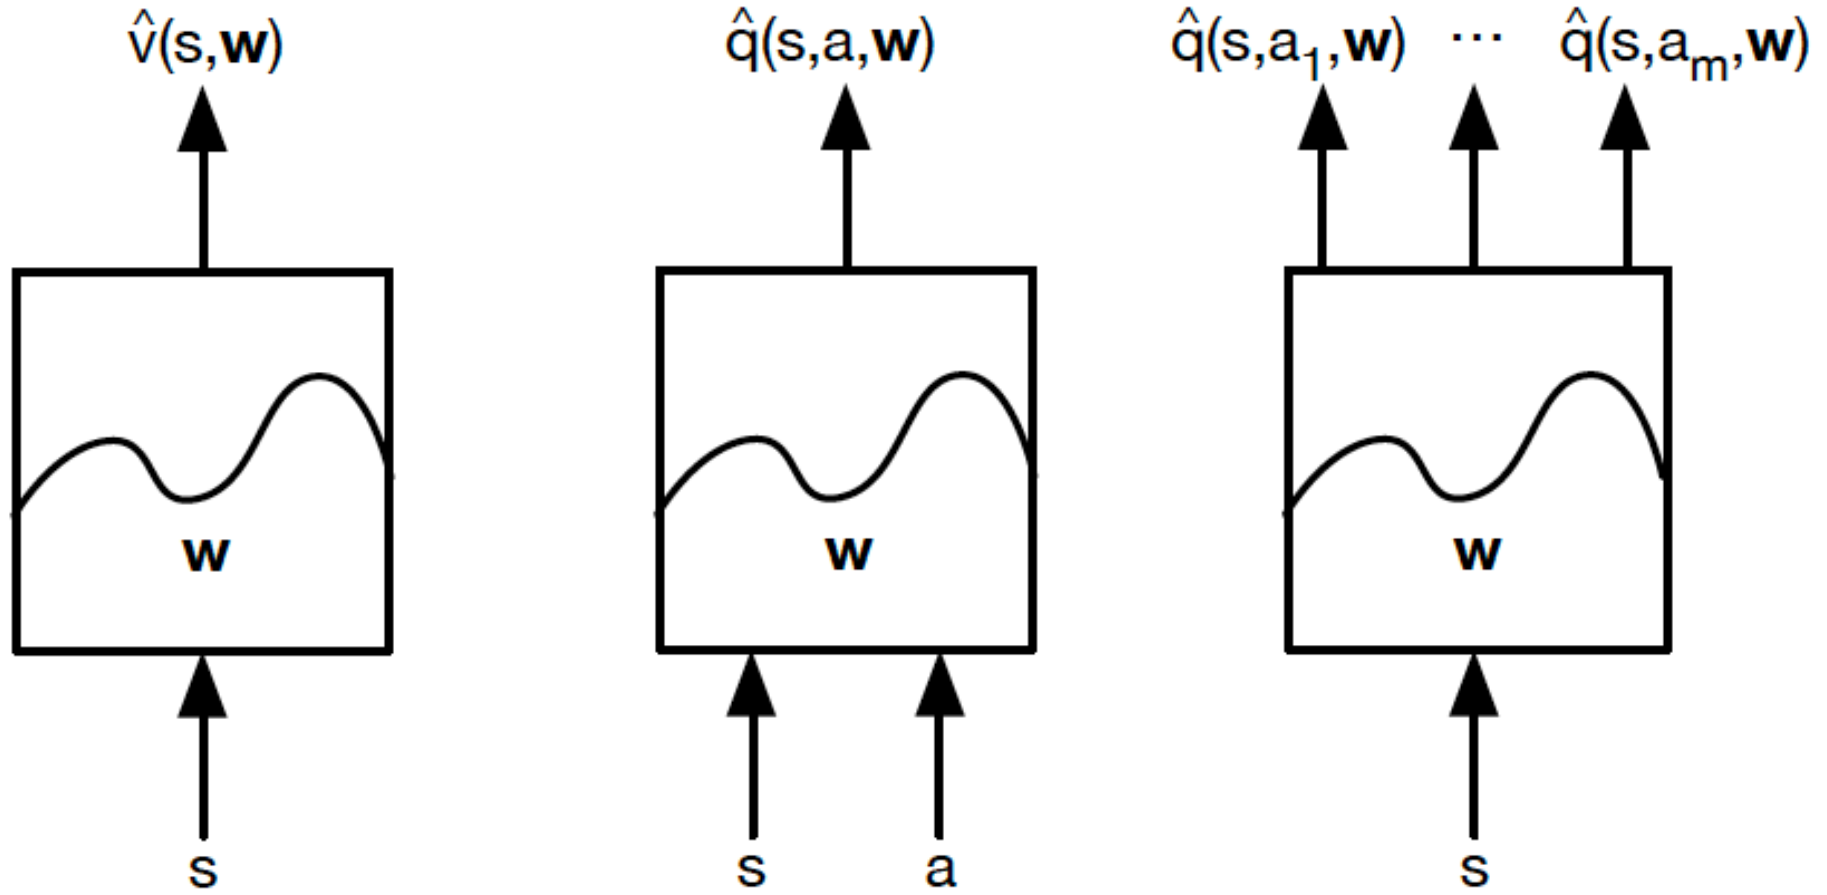 v̂(s,w)
q̂(s,a,w)
q̂(s,a₁,w) ··· q̂(s,aₘ,w)
w
w
w
s
s a
s